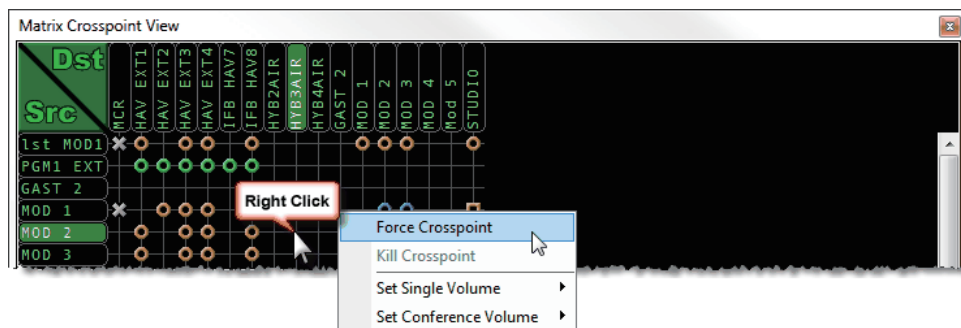 Matrix Crosspoint View
Dst
Src
MCR
HAV EXT1
HAV EXT2
HAV EXT3
HAV EXT4
IFB HAV7
IFB HAV8
HYB2AIR
HYB3AIR
HYB4AIR
GAST 2
MOD 1
MOD 2
MOD 3
MOD 4
Mod 5
STUDIO
lst MOD1
PGM1 EXT
GAST 2
MOD 1
MOD 2
MOD 3
Right Click
Force Crosspoint
Kill Crosspoint
Set Single Volume
Set Conference Volume